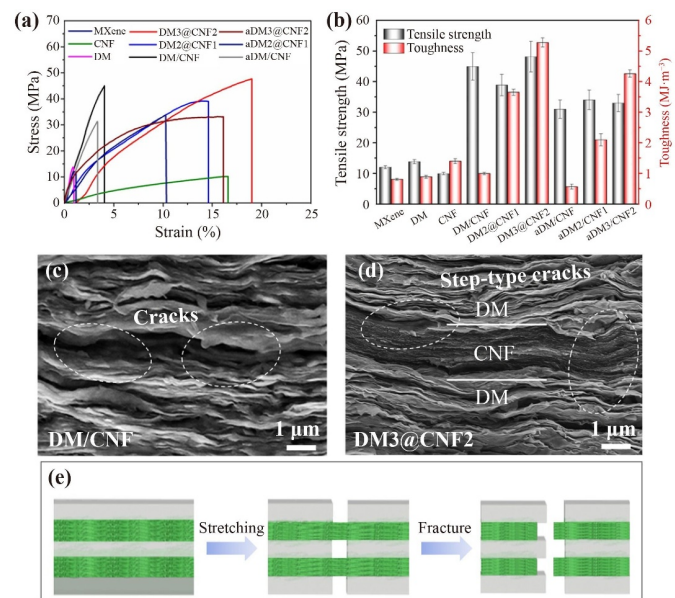 (a)
MXene
CNF
DM
DM3@CNF2
DM2@CNF1
DM/CNF
aDM3@CNF2
aDM2@CNF1
aDM/CNF
Stress (MPa)
80
70
60
50
40
30
20
10
0
0
5
10
15
20
25
Strain (%)
(b)
Tensile strength
Toughness
Tensile strength (MPa)
60
50
40
30
20
10
0
Toughness (MJ·m⁻³)
6
5
4
3
2
1
0
MXene
DM
CNF
DM/CNF
DM2@CNF1
DM3@CNF2
aDM/CNF
aDM2/CNF1
aDM3/CNF2
(c)
Cracks
DM/CNF
1 μm
(d)
Step-type cracks
DM
CNF
DM
DM3@CNF2
1 μm
(e)
Stretching
Fracture